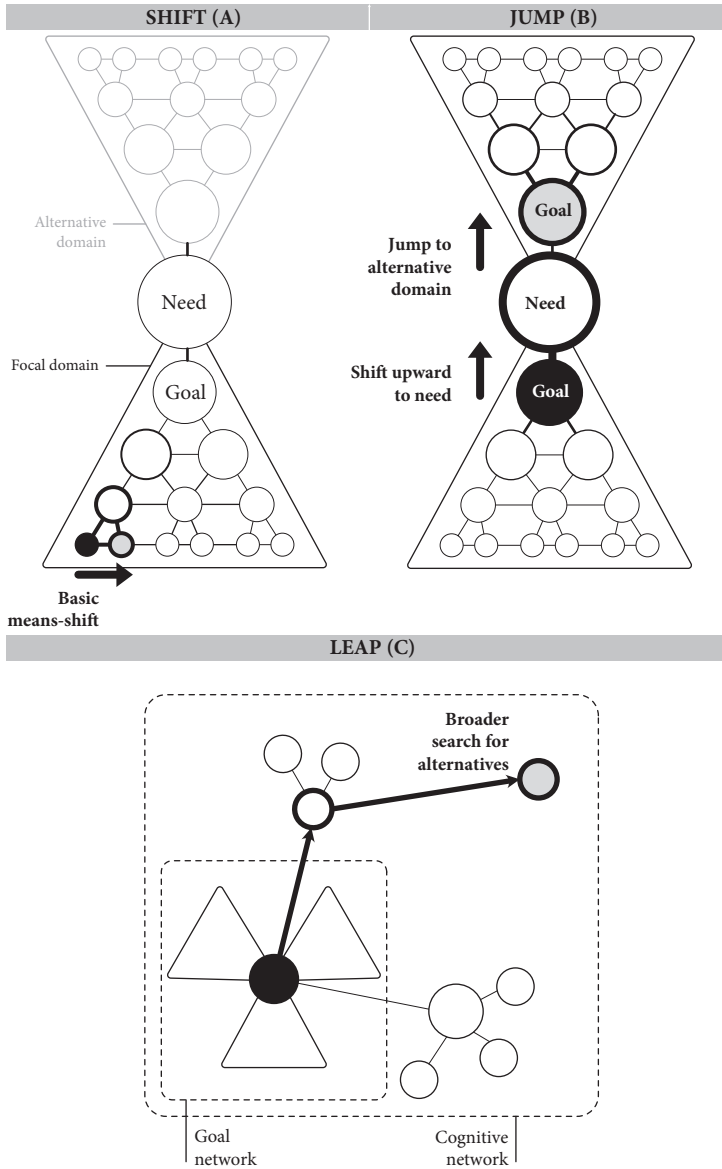 SHIFT (A)
JUMP (B)
Alternative
domain
Need
Focal domain
Goal
Basic
means-shift
Goal
Jump to
alternative
domain
Need
Shift upward
to need
Goal
LEAP (C)
Broader
search for
alternatives
Goal
network
Cognitive
network